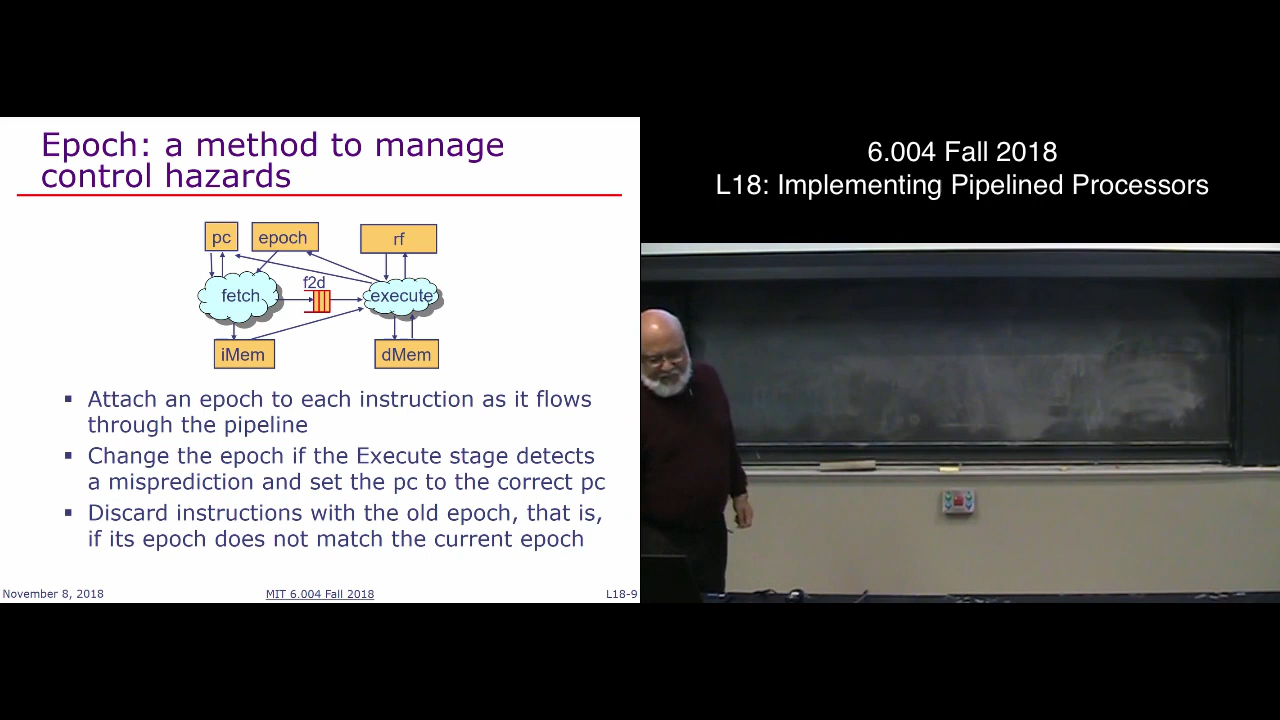 Epoch: a method to manage
control hazards
pc
epoch
rf
fetch
f2d
execute
iMem
dMem
▪ Attach an epoch to each instruction as it flows
through the pipeline
▪ Change the epoch if the Execute stage detects
a misprediction and set the pc to the correct pc
▪ Discard instructions with the old epoch, that is,
if its epoch does not match the current epoch
November 8, 2018
MIT 6.004 Fall 2018
L18-9
6.004 Fall 2018
L18: Implementing Pipelined Processors